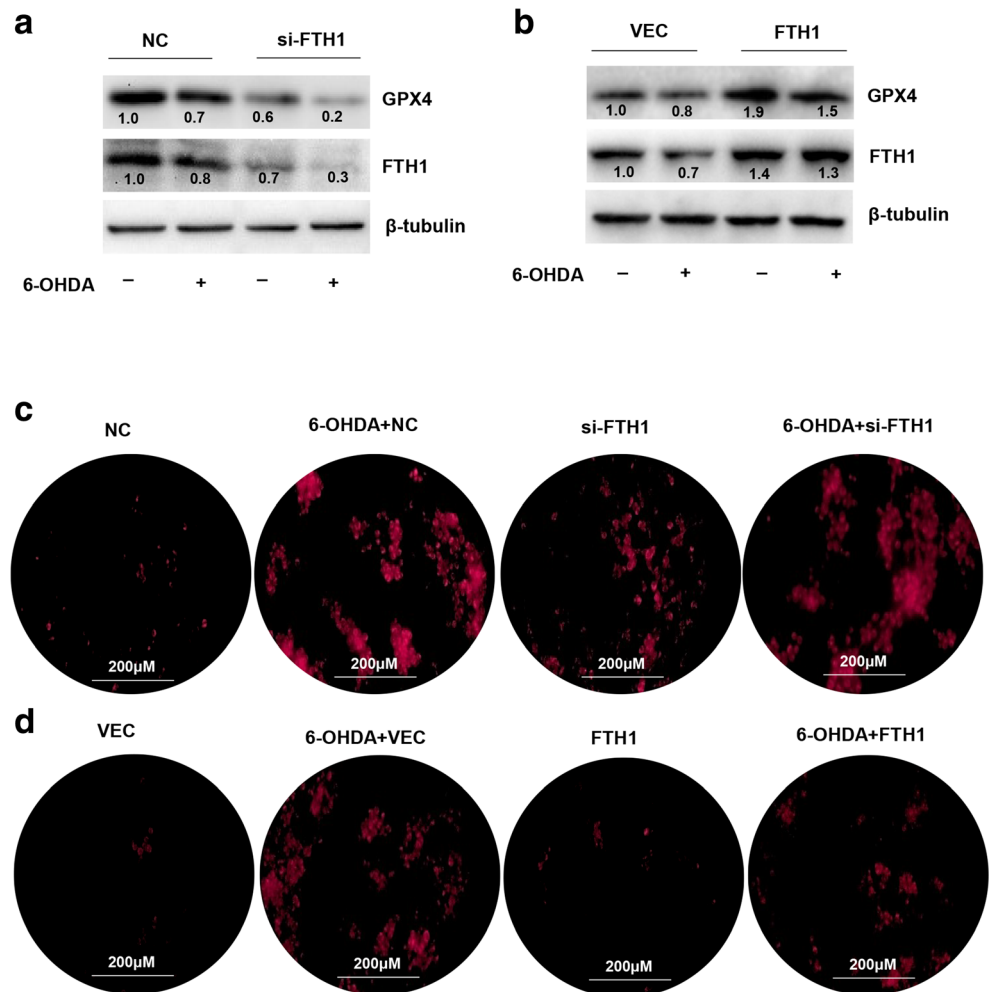 a
NC si-FTH1
GPX4
1.0 0.7 0.6 0.2
FTH1
1.0 0.8 0.7 0.3
β-tubulin
6-OHDA – + – +
b
VEC FTH1
GPX4
1.0 0.8 1.9 1.5
FTH1
1.0 0.7 1.4 1.3
β-tubulin
6-OHDA – + – +
c
NC 6-OHDA+NC si-FTH1 6-OHDA+si-FTH1
200μM 200μM 200μM 200μM
d
VEC 6-OHDA+VEC FTH1 6-OHDA+FTH1
200μM 200μM 200μM 200μM